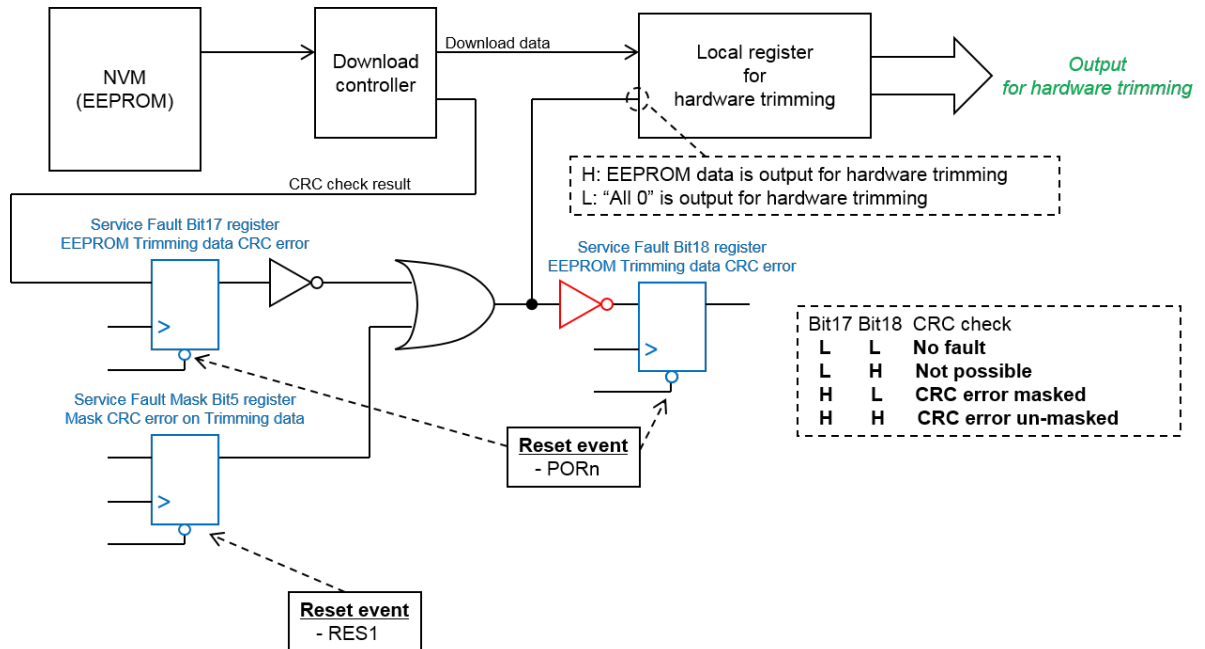 NVM
(EEPROM)
Download
controller
Download data
Local register
for
hardware trimming
Output
for hardware trimming
H: EEPROM data is output for hardware trimming
L: “All 0” is output for hardware trimming
CRC check result
Service Fault Bit17 register
EEPROM Trimming data CRC error
Service Fault Bit18 register
EEPROM Trimming data CRC error
Bit17 Bit18 CRC check
L L No fault
L H Not possible
H L CRC error masked
H H CRC error un-masked
Service Fault Mask Bit5 register
Mask CRC error on Trimming data
Reset event
- PORn
Reset event
- RES1